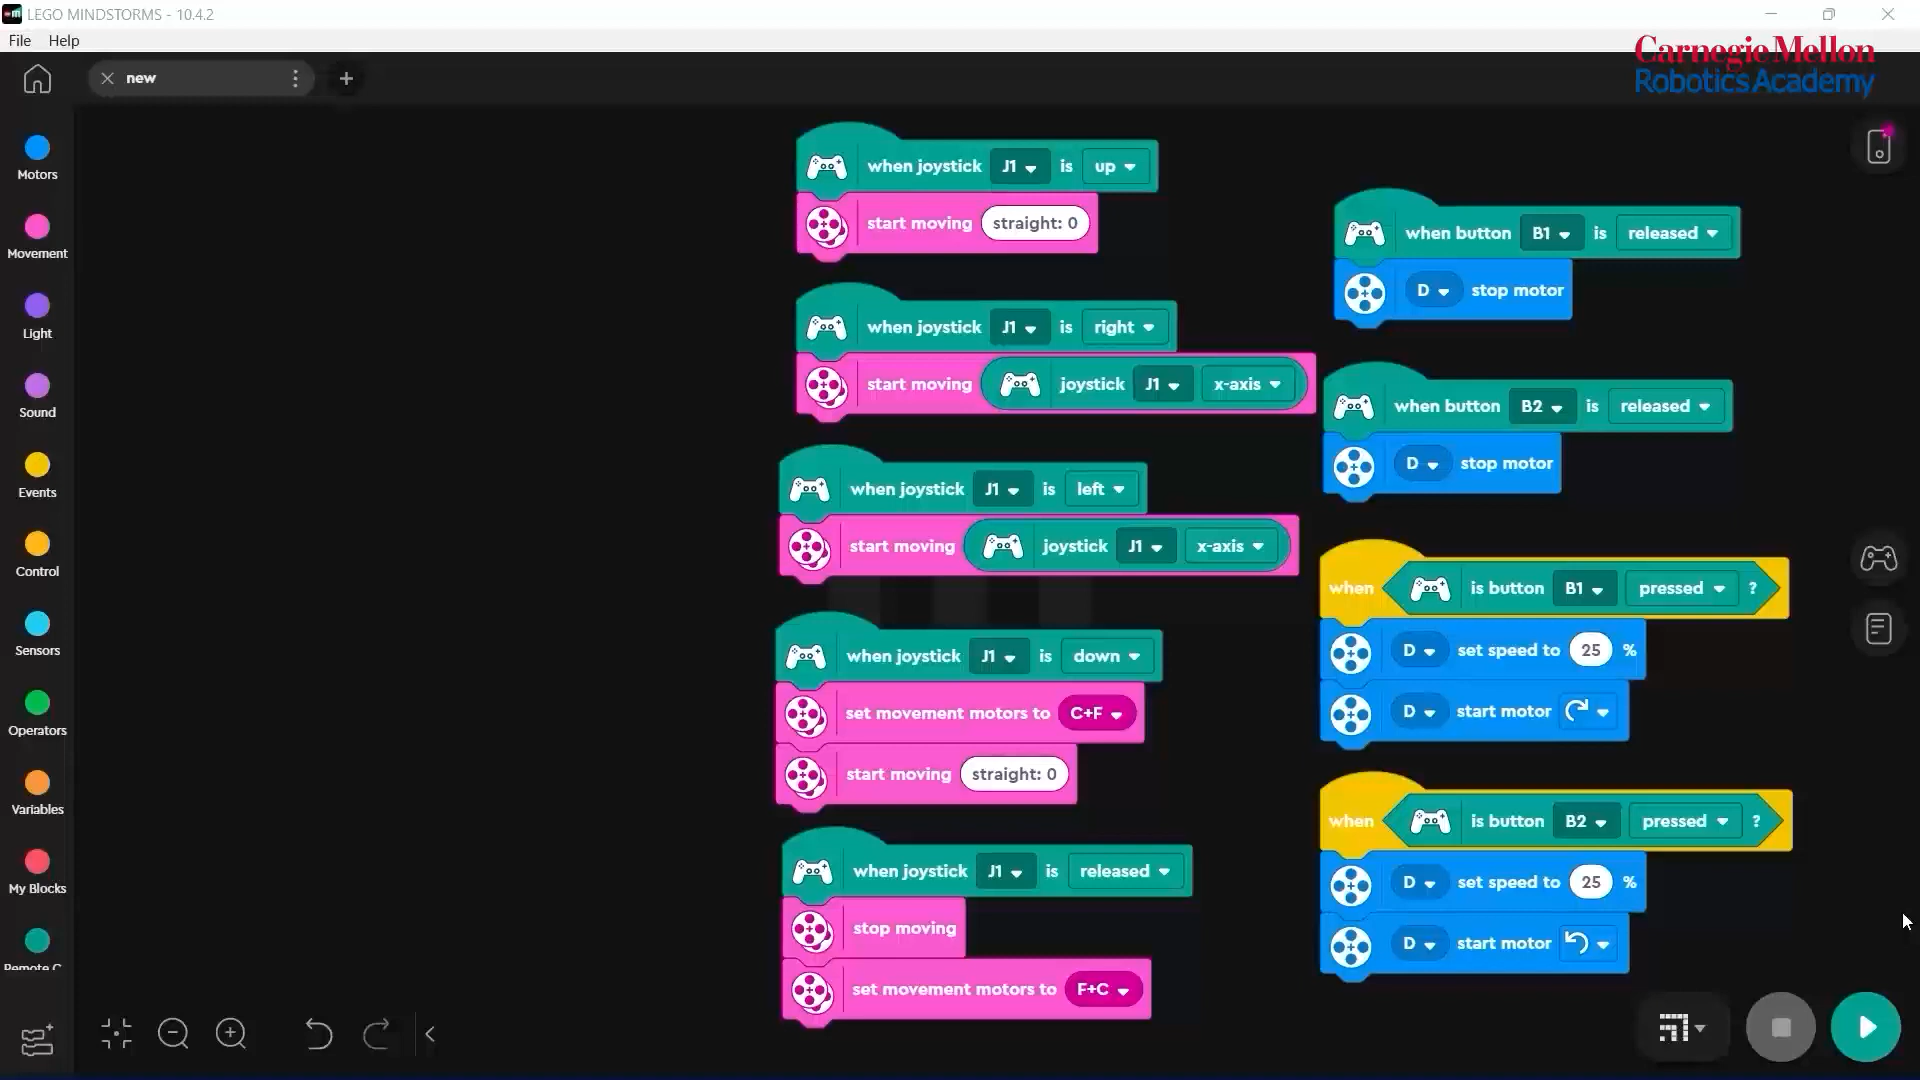 LEGO MINDSTORMS - 10.4.2
File Help
Carnegie Mellon
Robotics Academy
new
Motors
Movement
Light
Sound
Events
Control
Sensors
Operators
Variables
My Blocks
Remote C
when joystick J1 is up
start moving straight: 0
when joystick J1 is right
start moving joystick J1 x-axis
when joystick J1 is left
start moving joystick J1 x-axis
when joystick J1 is down
set movement motors to C+F
start moving straight: 0
when joystick J1 is released
stop moving
set movement motors to F+C
when button B1 is released
D stop motor
when button B2 is released
D stop motor
when is button B1 pressed ?
D set speed to 25 %
D start motor
when is button B2 pressed ?
D set speed to 25 %
D start motor